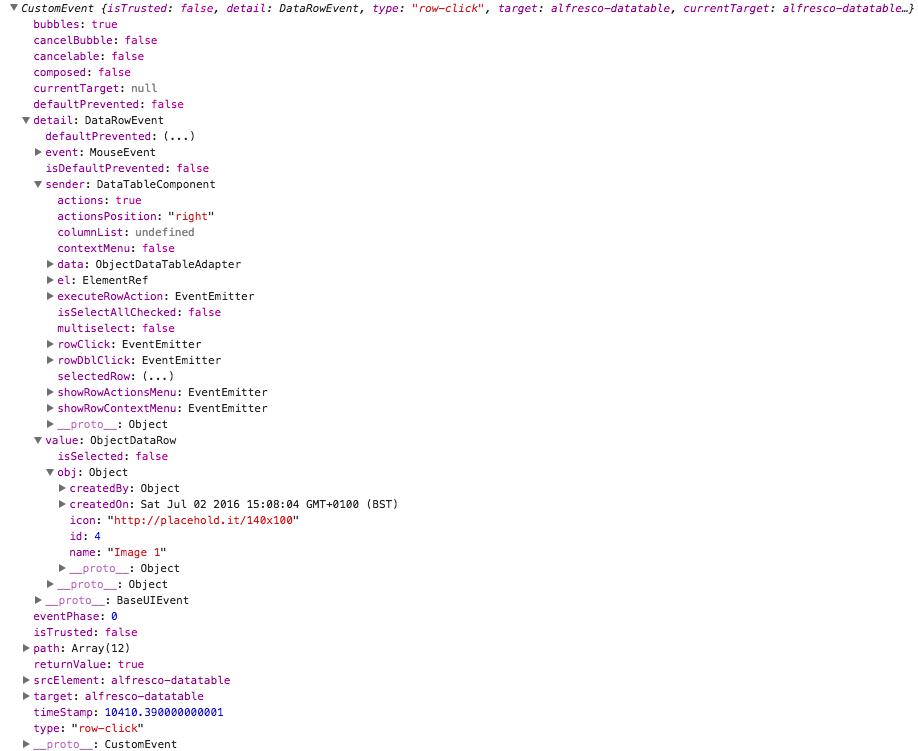 CustomEvent {isTrusted: false, detail: DataRowEvent, type: "row-click", target: alfresco-datatable, currentTarget: alfresco-datatable…}
bubbles: true
cancelBubble: false
cancelable: false
composed: false
currentTarget: null
defaultPrevented: false
detail: DataRowEvent
defaultPrevented: (...)
event: MouseEvent
isDefaultPrevented: false
sender: DataTableComponent
actions: true
actionsPosition: "right"
columnList: undefined
contextMenu: false
data: ObjectDataTableAdapter
el: ElementRef
executeRowAction: EventEmitter
isSelectAllChecked: false
multiselect: false
rowClick: EventEmitter
rowDblClick: EventEmitter
selectedRow: (...)
showRowActionsMenu: EventEmitter
showRowContextMenu: EventEmitter
__proto__: Object
value: ObjectDataRow
isSelected: false
obj: Object
createdBy: Object
createdOn: Sat Jul 02 2016 15:08:04 GMT+0100 (BST)
icon: "http://placehold.it/140x100"
id: 4
name: "Image 1"
__proto__: Object
__proto__: Object
__proto__: BaseUIEvent
eventPhase: 0
isTrusted: false
path: Array(12)
returnValue: true
srcElement: alfresco-datatable
target: alfresco-datatable
timeStamp: 10410.390000000001
type: "row-click"
__proto__: CustomEvent